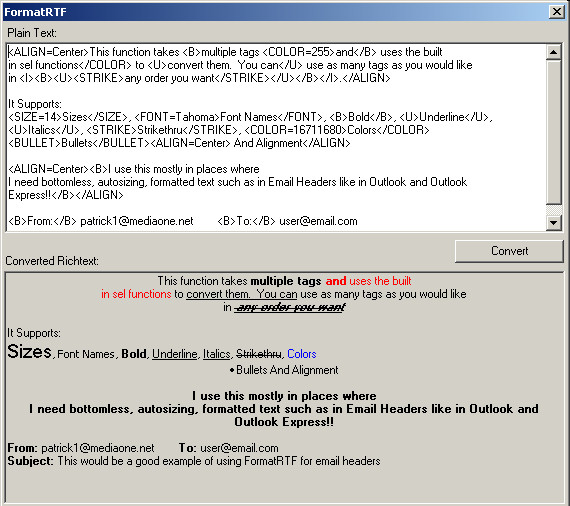 FormatRTF
Plain Text:
<ALIGN=Center>This function takes <B>multiple tags <COLOR=255>and</B> uses the built
in sel functions</COLOR> to <U>convert them.  You can</U> use as many tags as you would like
in <I><B><U><STRIKE>any order you want</STRIKE></U></B></I>.</ALIGN>
It Supports:
<SIZE=14>Sizes</SIZE>, <FONT=Tahoma>Font Names</FONT>, <B>Bold</B>, <U>Underline</U>,
<U>Italics</U>, <STRIKE>Strikethru</STRIKE>, <COLOR=16711680>Colors</COLOR>
<BULLET>Bullets</BULLET><ALIGN=Center> And Alignment</ALIGN>
<ALIGN=Center><B>I use this mostly in places where
I need bottomless, autosizing, formatted text such as in Email Headers like in Outlook and Outlook
Express!!</B></ALIGN>
<B>From:</B> patrick1@mediaone.net        <B>To:</B> user@email.com
Convert
Converted Richtext:
This function takes multiple tags and uses the built
in sel functions to convert them.  You can use as many tags as you would like
in any order you want
It Supports:
Sizes, Font Names, Bold, Underline, Italics, Strikethru, Colors
• Bullets And Alignment
I use this mostly in places where
I need bottomless, autosizing, formatted text such as in Email Headers like in Outlook and
Outlook Express!!
From: patrick1@mediaone.net        To: user@email.com
Subject: This would be a good example of using FormatRTF for email headers